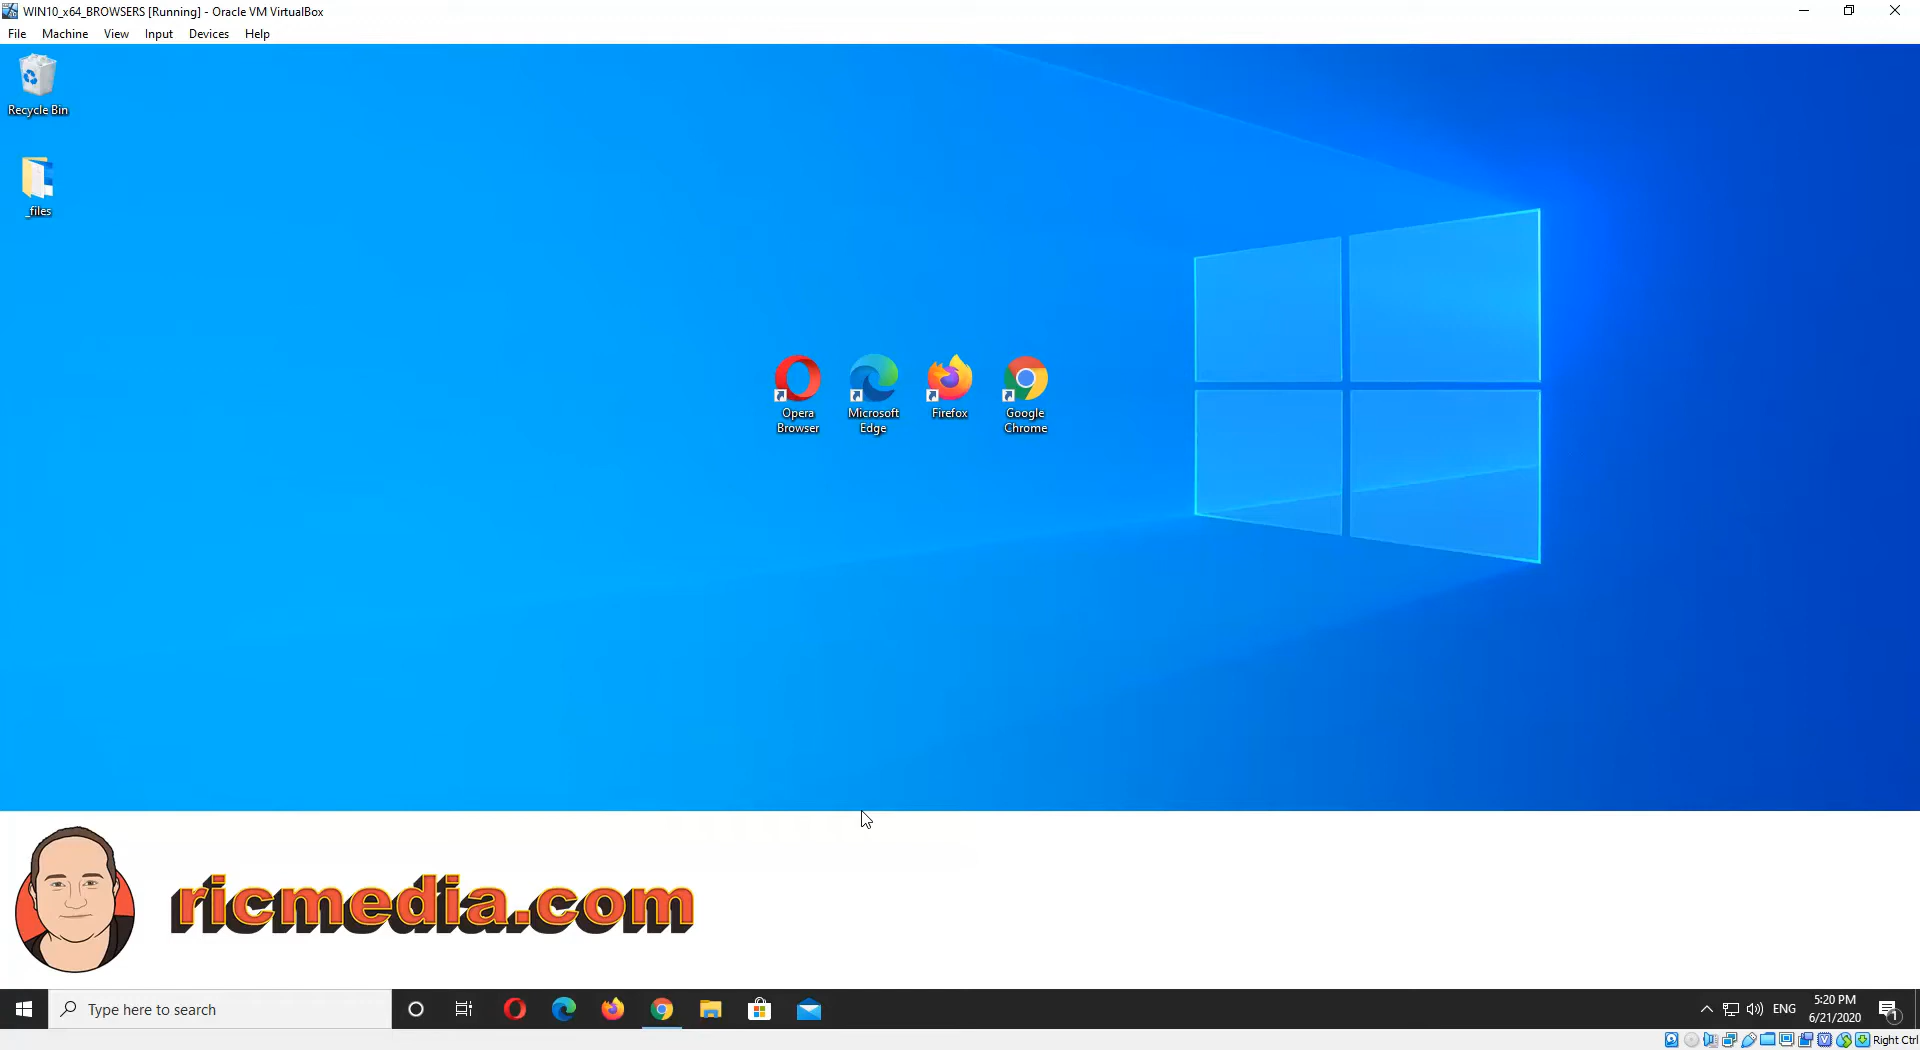 WIN10_x64_BROWSERS [Running] - Oracle VM VirtualBox
File Machine View Input Devices Help
Recycle Bin
_files
Opera Browser
Microsoft Edge
Firefox
Google Chrome
ricmedia.com
Type here to search
ENG
5:20 PM
6/21/2020
1
Right Ctrl